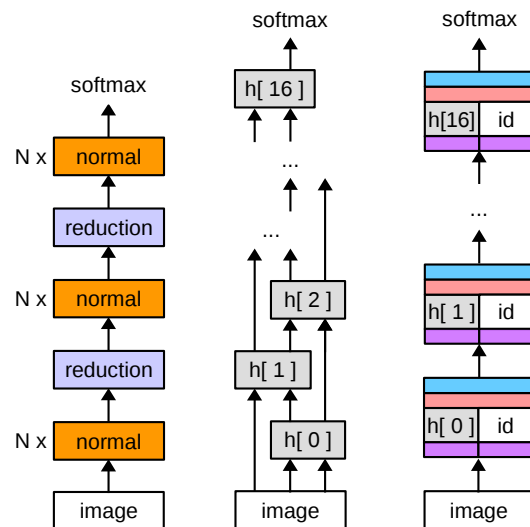 softmax
N x normal
reduction
N x normal
reduction
N x normal
image
softmax
h[ 16 ]
...
...
h[ 2 ]
h[ 1 ]
h[ 0 ]
image
softmax
h[16] id
...
h[ 1 ] id
h[ 0 ] id
image